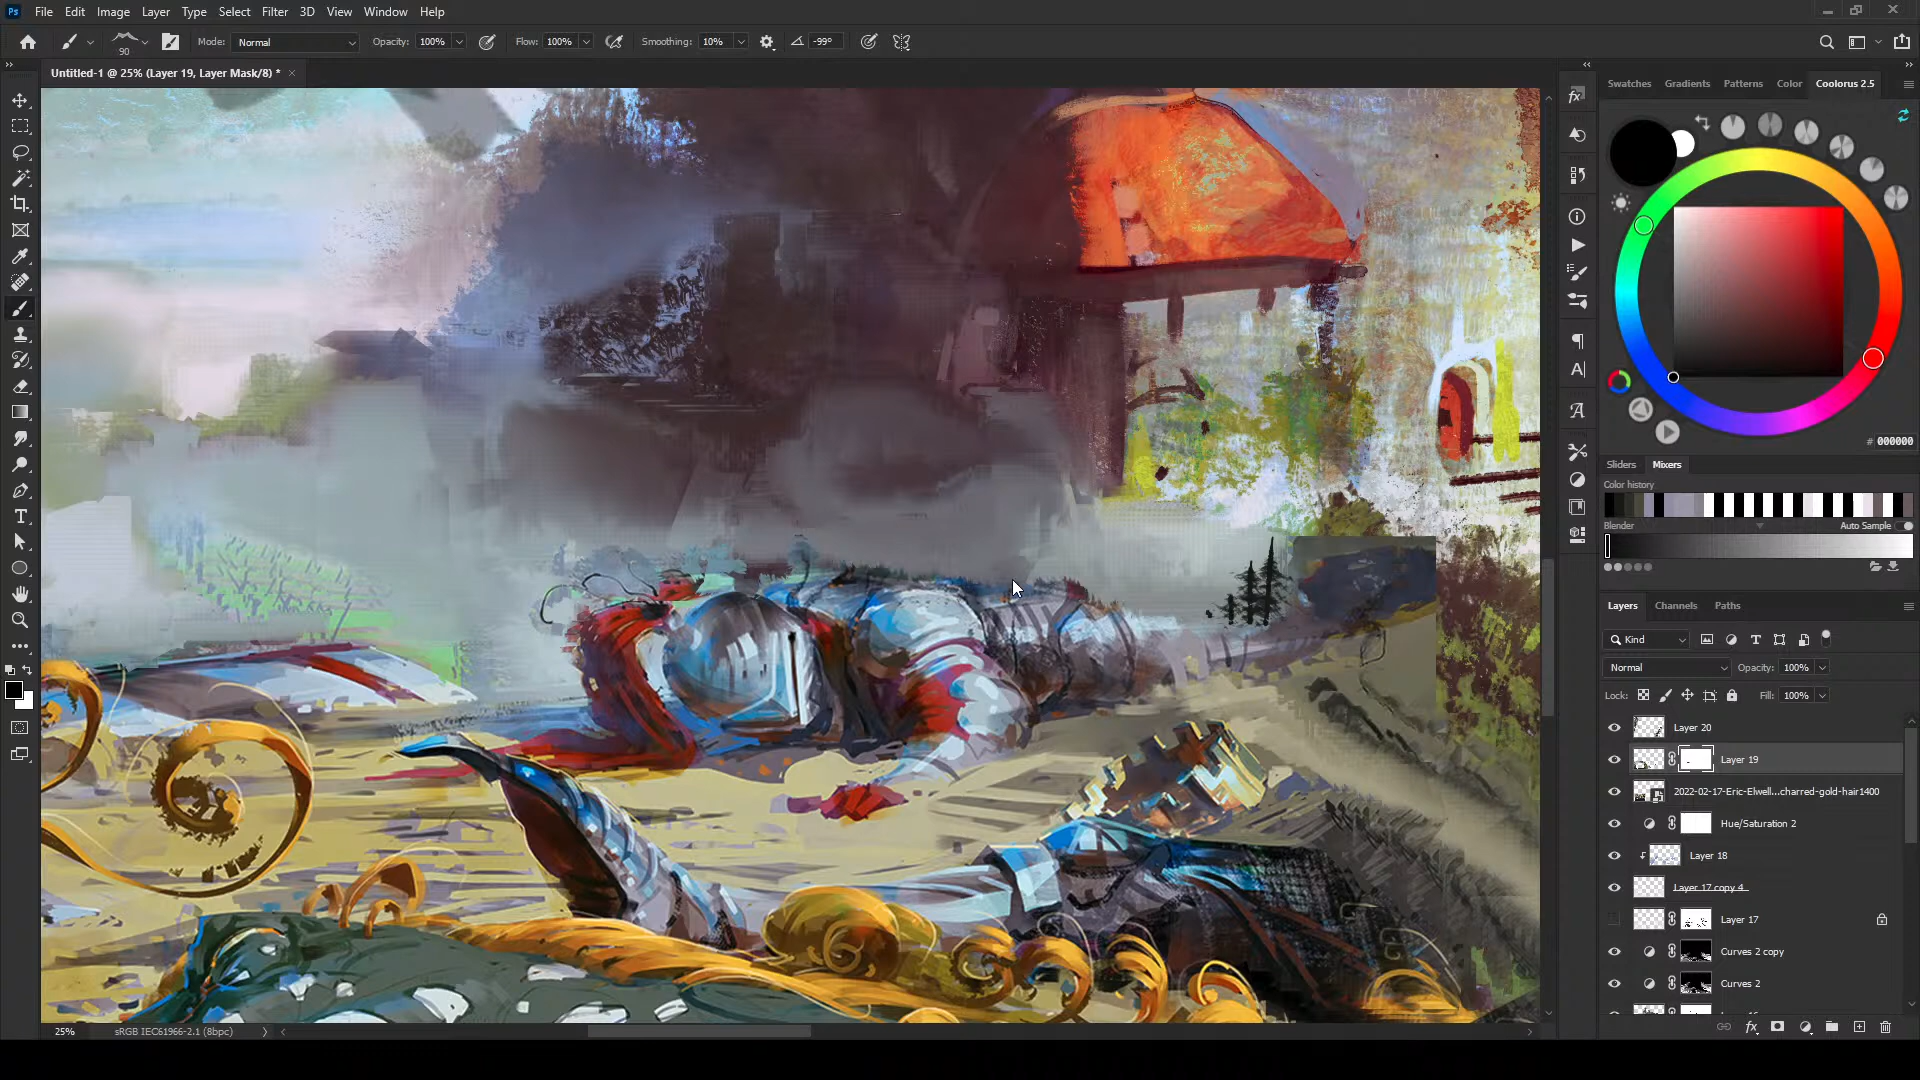 Ps File Edit Image Layer Type Select Filter 3D View Window Help
90 Mode: Normal Opacity: 100% Flow: 100% Smoothing: 10% -99°
Untitled-1 @ 25% (Layer 19, Layer Mask/8) *
Swatches Gradients Patterns Color Coolorus 2.5
# 000000
Sliders Mixers
Color history
Blender Auto Sample
Layers Channels Paths
Kind
Normal Opacity: 100%
Lock: Fill: 100%
Layer 20
Layer 19
2022-02-17-Eric-Elwell...charred-gold-hair1400
Hue/Saturation 2
Layer 18
Layer 17 copy 4
Layer 17
Curves 2 copy
Curves 2
25% sRGB IEC61966-2.1 (8bpc)